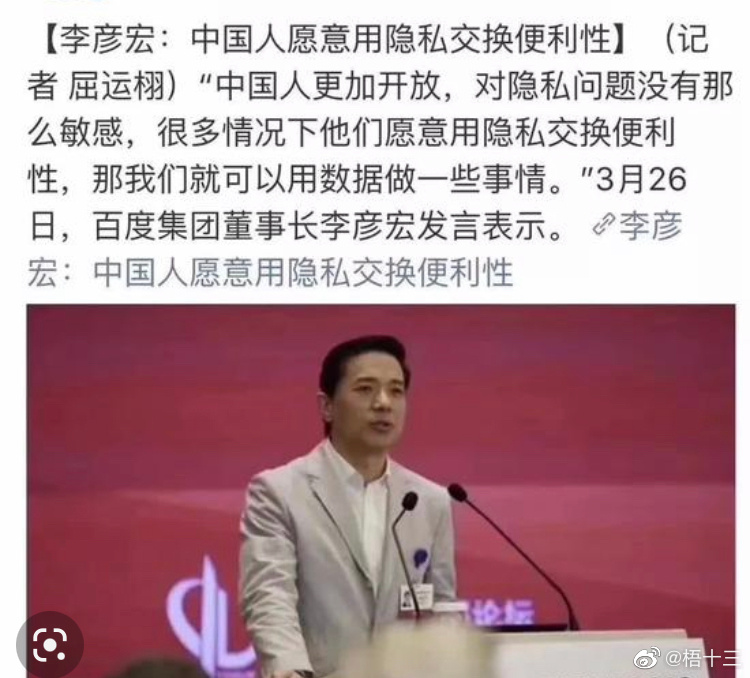 【李彦宏：中国人愿意用隐私交换便利性】（记
者 屈运栩）“中国人更加开放，对隐私问题没有那
么敏感，很多情况下他们愿意用隐私交换便利
性，那我们就可以用数据做一些事情。”3月26
日，百度集团董事长李彦宏发言表示。李彦
宏：中国人愿意用隐私交换便利性
论坛
@梧十三